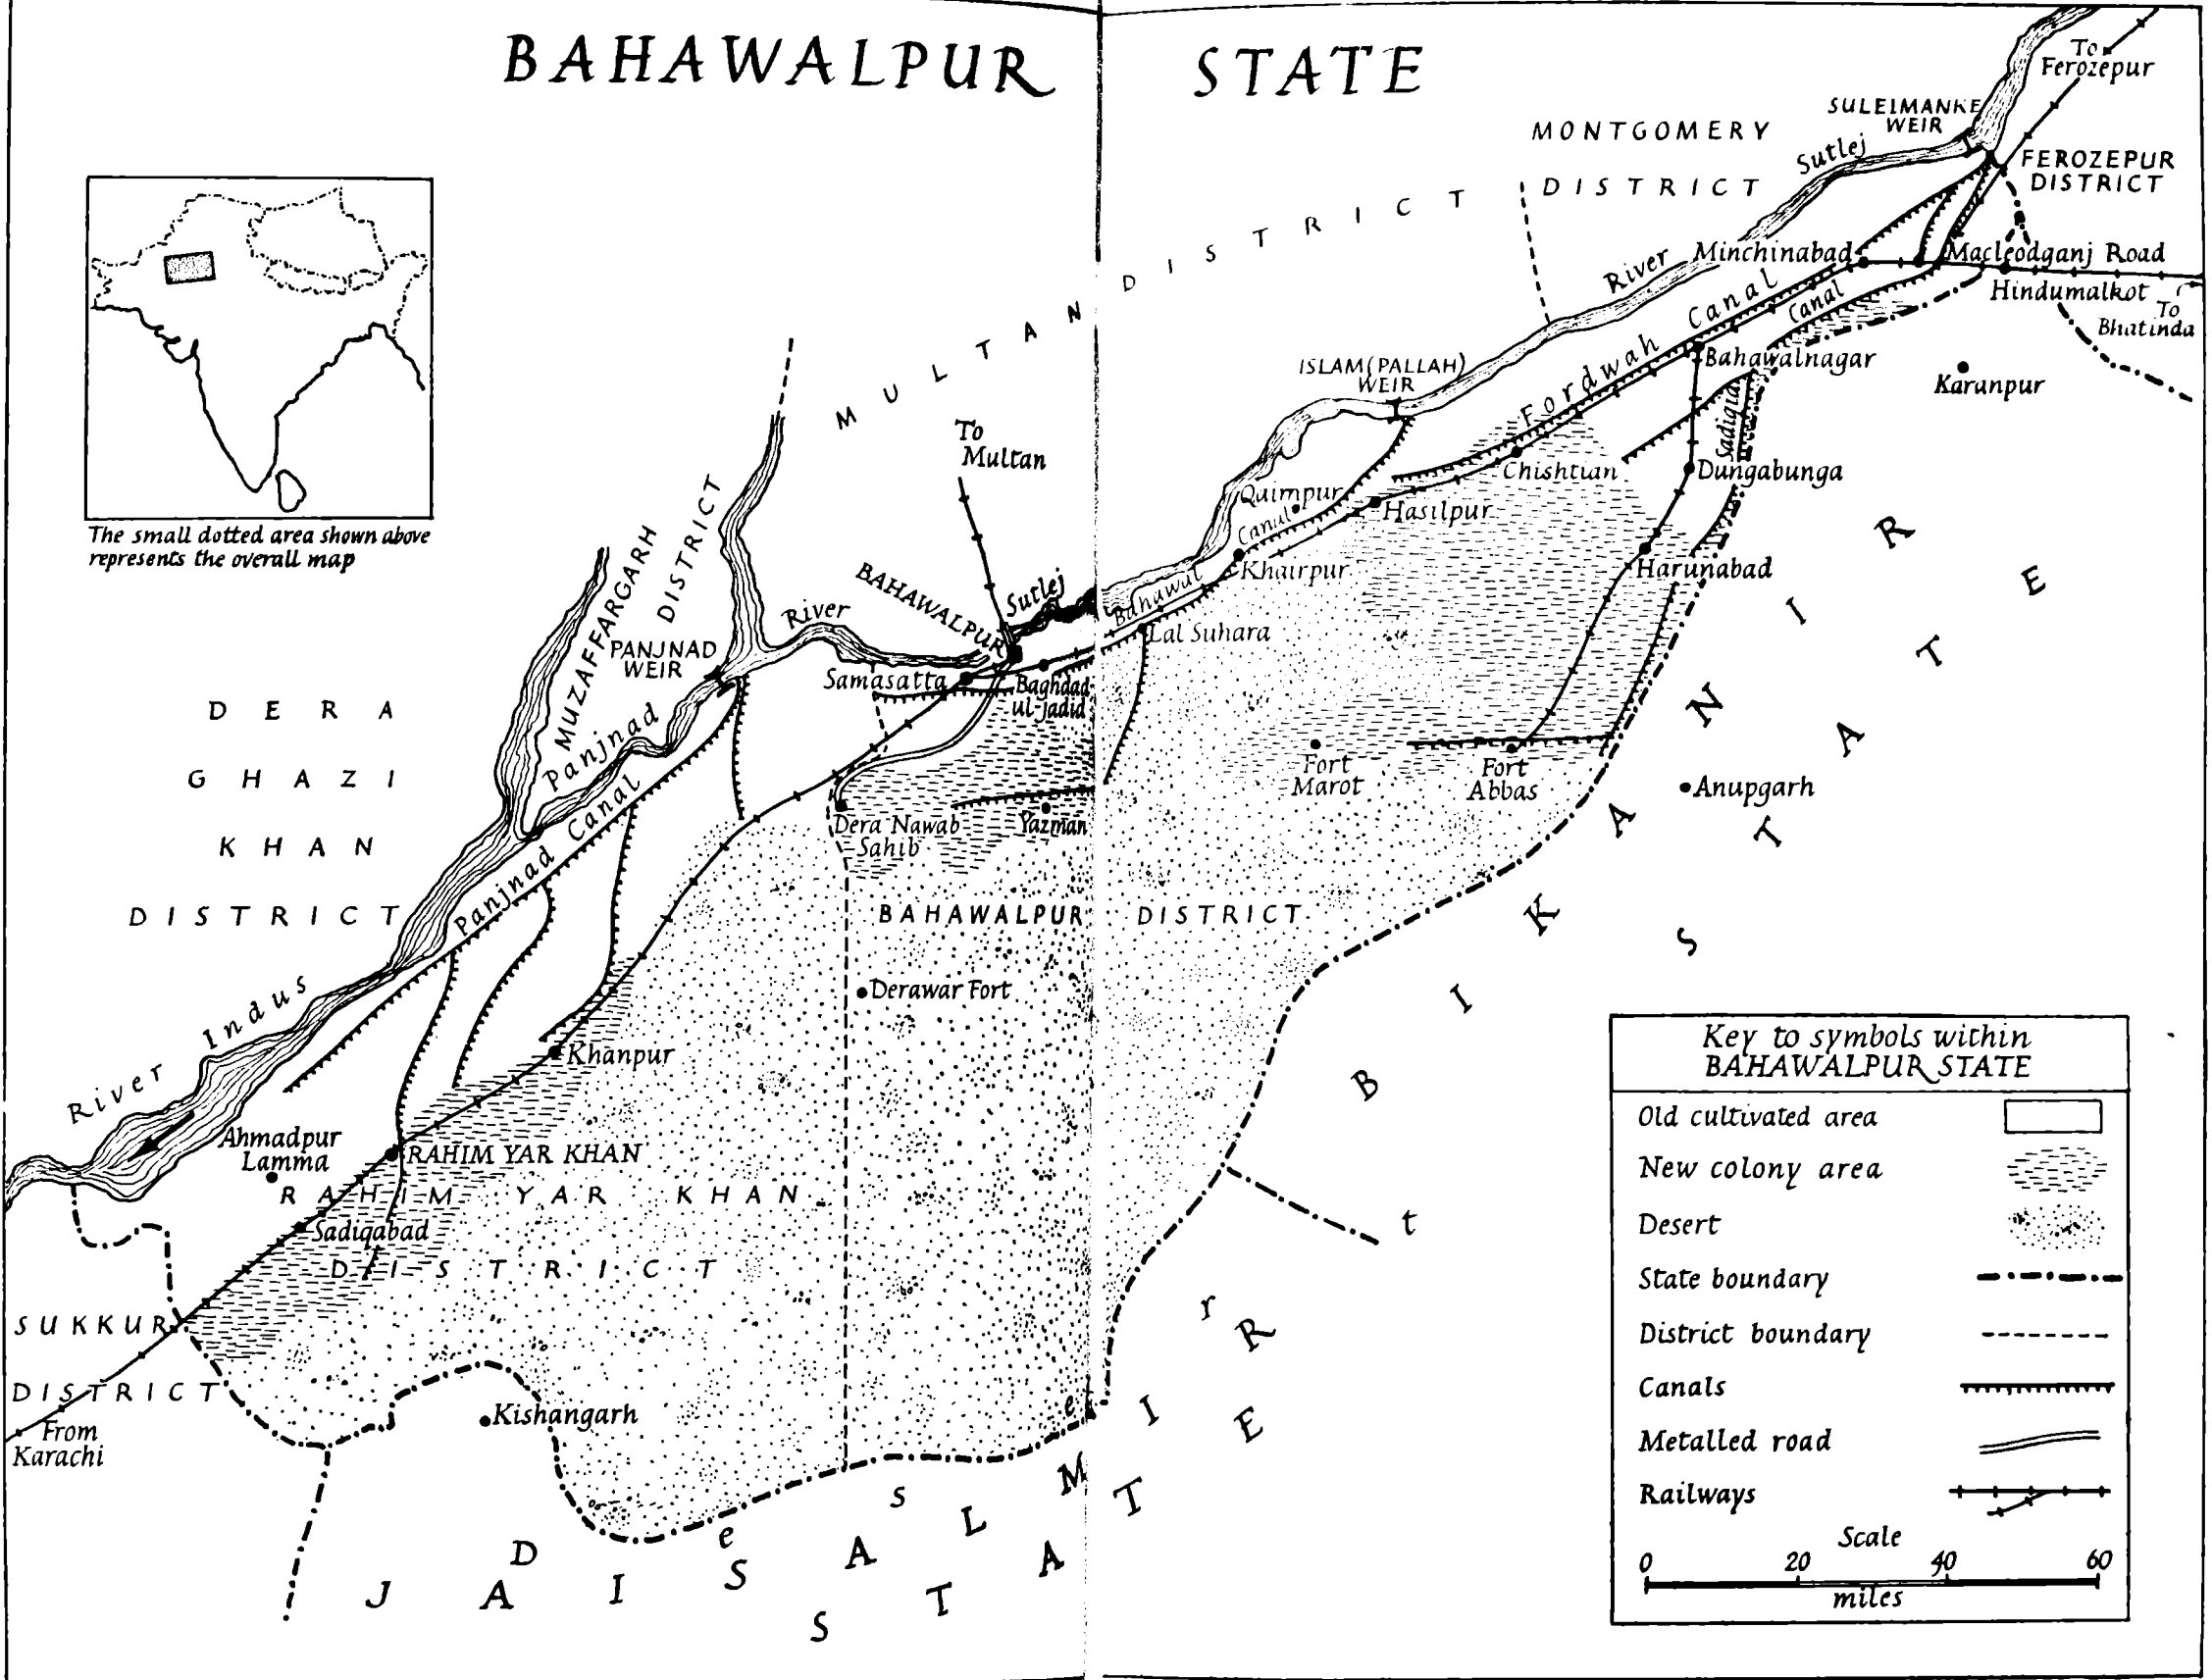 BAHAWALPUR STATE
To
Ferozepur
SULEIMANKE
WEIR
MONTGOMERY
DISTRICT
Sutlej
FEROZEPUR
DISTRICT
MULTAN DISTRICT
River
Minchinabad
Macleodganj Road
Hindumalkot
To
Bhatinda
Fordwah Canal
Canal
Bahawalnagar
Karanpur
ISLAM (PALLAH)
WEIR
Sadiqia
The small dotted area shown above
represents the overall map
To
Multan
Chishtian
Dungabunga
Quimpur
Canal
Hasilpur
Khairpur
Harunabad
Bahawal
Lal Suhara
MUZAFFARGARH
DISTRICT
BAHAWALPUR
Sutlej
River
PANJNAD
WEIR
Samasatta
Baghdad-
ul-Jadid
Panjnad
DERA
GHAZI
KHAN
DISTRICT
Panjnad Canal
Fort
Marot
Fort
Abbas
Anupgarh
Dera Nawab
Sahib
Yazman
BIKANIR
STATE
BAHAWALPUR DISTRICT
Derawar Fort
River Indus
Khanpur
Ahmadpur
Lamma
RAHIM YAR KHAN
RAHIM YAR KHAN
DISTRICT
Sadiqabad
SUKKUR
DISTRICT
From
Karachi
Kishangarh
Desert
JAISALMIR
STATE
Key to symbols within
BAHAWALPUR STATE
Old cultivated area
New colony area
Desert
State boundary
District boundary
Canals
Metalled road
Railways
Scale
0 20 40 60
miles